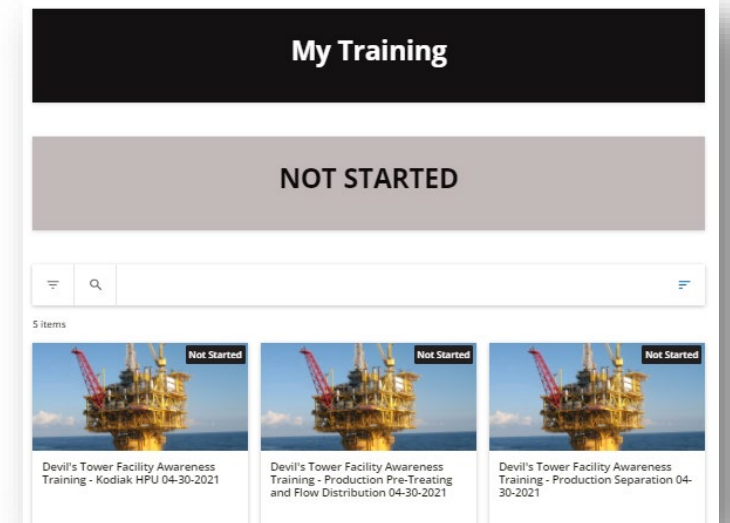 My Training
NOT STARTED
5 items
Not Started
Not Started
Not Started
Devil's Tower Facility Awareness
Training - Kodiak HPU 04-30-2021
Devil's Tower Facility Awareness
Training - Production Pre-Treating
and Flow Distribution 04-30-2021
Devil's Tower Facility Awareness
Training - Production Separation 04-
30-2021